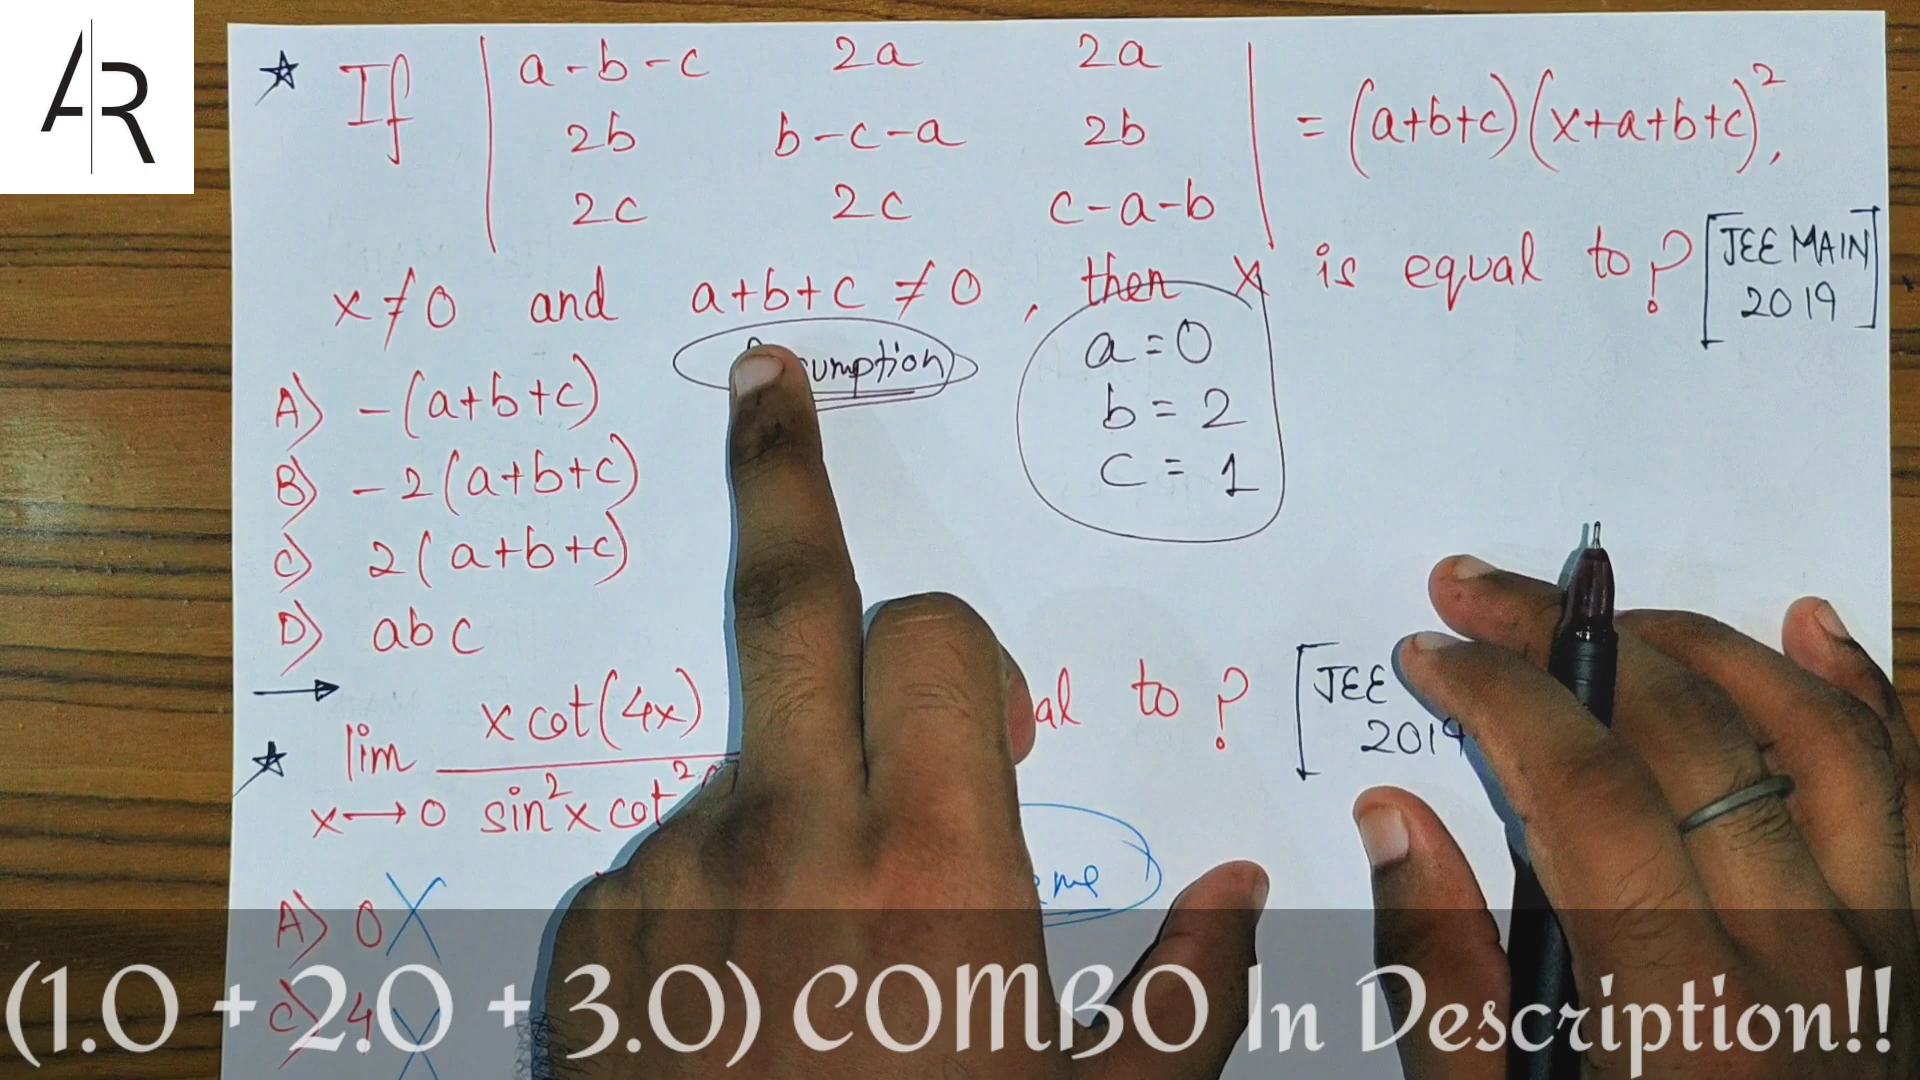 AR
If | a-b-c 2a 2a |
| 2b b-c-a 2b | = (a+b+c)(x+a+b+c)²,
| 2c 2c c-a-b |
x≠0 and a+b+c ≠ 0, then x is equal to? [JEE MAIN 2019]
a = 0
b = 2
c = 1
A) -(a+b+c)
B) -2(a+b+c)
C) 2(a+b+c)
D) abc
lim x→0 x cot(4x)
sin²x cot²
to? [JEE 2019
A) 0
C) 4
(1.0 + 2.0 + 3.0) COMBO In Description!!